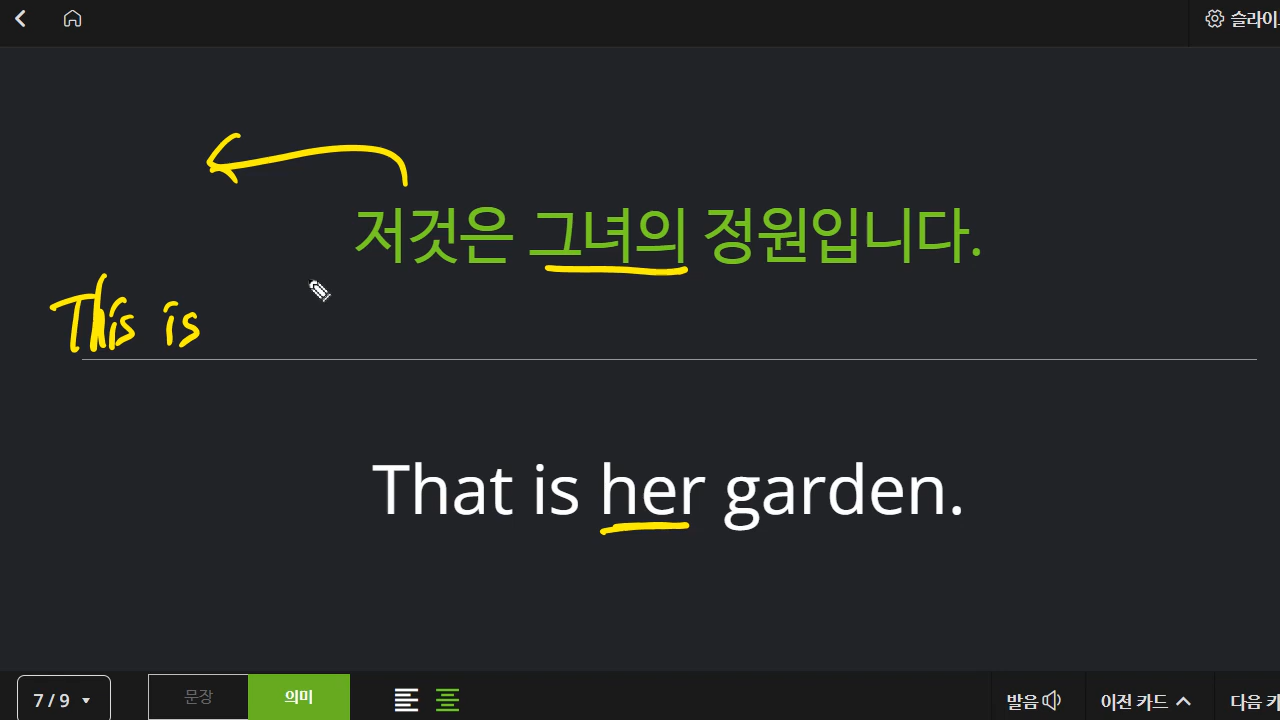 슬라이
저것은 그녀의 정원입니다.
This is
That is her garden.
7 / 9 문장 의미 발음 이전 카드 다음